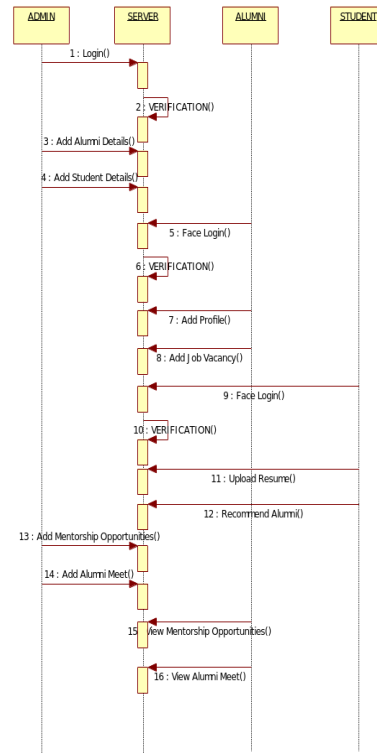 ADMIN
SERVER
ALUMNI
STUDENT
1 : Login()
2 : VERIFICATION()
3 : Add Alumni Details()
4 : Add Student Details()
5 : Face Login()
6 : VERIFICATION()
7 : Add Profile()
8 : Add Job Vacancy()
9 : Face Login()
10 : VERIFICATION()
11 : Upload Resume()
12 : Recommend Alumni()
13 : Add Mentorship Opportunities()
14 : Add Alumni Meet()
15 : View Mentorship Opportunities()
16 : View Alumni Meet()